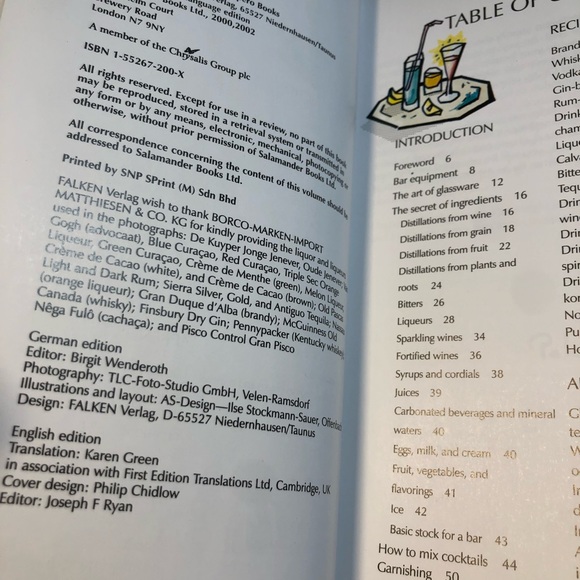 Books Ltd., 2000,2002
Brewery Road
London N7 9NY
A member of the Chrysalis Group plc
ISBN 1-55267-200-X
All rights reserved. Except for use in a review, no part of this book
may be reproduced, stored in a retrieval system or transmitted in
any form or by any means, electronic, mechanical, photocopying or
otherwise, without prior permission of Salamander Books Ltd.
All correspondence concerning the content of this volume should be
addressed to Salamander Books Ltd.
Printed by SNP SPrint (M) Sdn Bhd
FALKEN Verlag wish to thank BORCO-MARKEN-IMPORT
MATTHIESEN & CO. KG for kindly providing the liquor and liqueurs
used in the photographs: De Kuyper Jonge Jenever, Oude Jenever, Van
Gogh (advocaat), Blue Curaçao, Red Curaçao, Triple Sec Orange
Liqueur, Green Curaçao, Crème de Menthe (green), Melon Liqueur,
Crème de Cacao (white), and Crème de Cacao (brown); Old Pascas
Light and Dark Rum; Sierra Silver, Gold, and Antiguo Tequila;
(orange liqueur); Gran Duque d'Alba (brandy); McGuinness Old
Canada (whisky); Finsbury Dry Gin; Pennypacker (Kentucky
Nêga Fulô (cachaça); and Pisco Control Gran Pisco
German edition
Editor: Birgit Wenderoth
Photography: TLC-Foto-Studio GmbH, Velen-Ramsdorf
Illustrations and layout: AS-Design—Ilse Stockmann-Sauer,
Design: FALKEN Verlag, D-65527 Niedernhausen/Taunus
English edition
Translation: Karen Green
in association with First Edition Translations Ltd, Cambridge, UK
Cover design: Philip Chidlow
Editor: Joseph F Ryan
TABLE OF
INTRODUCTION
Foreword 6
Bar equipment 8
The art of glassware 12
The secret of ingredients 16
Distillations from wine 16
Distillations from grain 18
Distillations from fruit 22
Distillations from plants and
roots 24
Bitters 26
Liqueurs 28
Sparkling wines 34
Fortified wines 36
Syrups and cordials 38
Juices 39
Carbonated beverages and mineral
waters 40
Eggs, milk, and cream 40
Fruit, vegetables, and
flavorings 41
Ice 42
Basic stock for a bar 43
How to mix cocktails 44
Garnishing 50